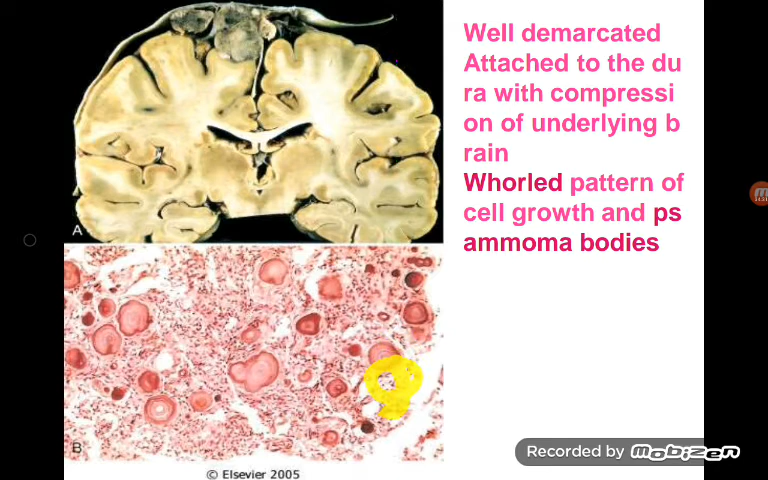 Well demarcated
Attached to the du
ra with compressi
on of underlying b
rain
Whorled pattern of
cell growth and ps
ammoma bodies
A
B
© Elsevier 2005
Recorded by mobizen